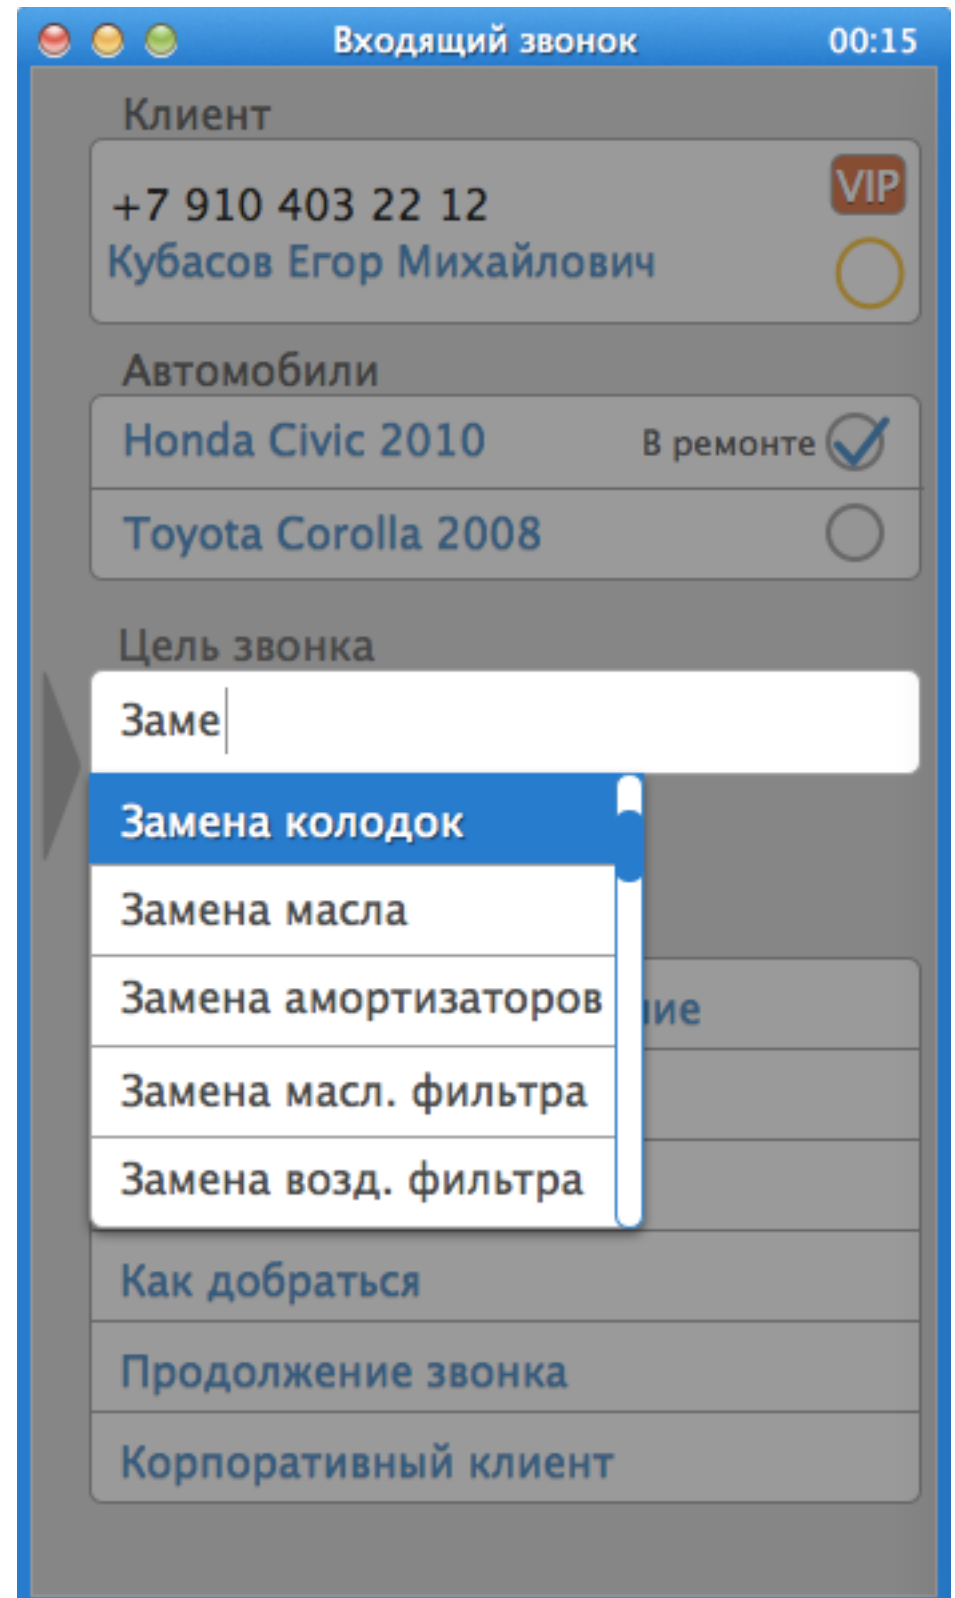 Входящий звонок 00:15
Клиент
+7 910 403 22 12 VIP
Кубасов Егор Михайлович
Автомобили
Honda Civic 2010 В ремонте
Toyota Corolla 2008
Цель звонка
Заме
Замена колодок
Замена масла
Замена амортизаторов
Замена масл. фильтра
Замена возд. фильтра
Как добраться
Продолжение звонка
Корпоративный клиент